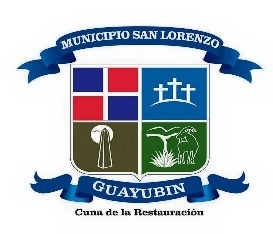 MUNICIPIO SAN LORENZO
GUAYUBIN
Cuna de la Restauración